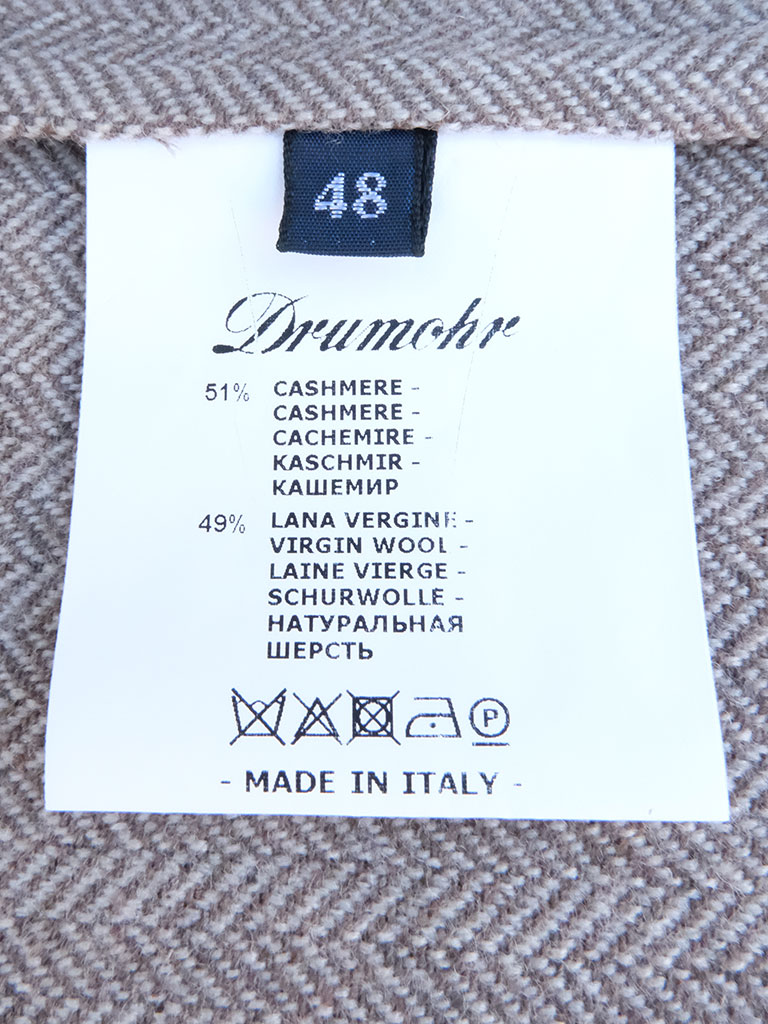 48
Drumohr
51% CASHMERE -
CASHMERE -
CACHEMIRE -
KASCHMIR -
КАШЕМИР
49% LANA VERGINE -
VIRGIN WOOL -
LAINE VIERGE -
SCHURWOLLE -
НАТУРАЛЬНАЯ
ШЕРСТЬ
P
- MADE IN ITALY -